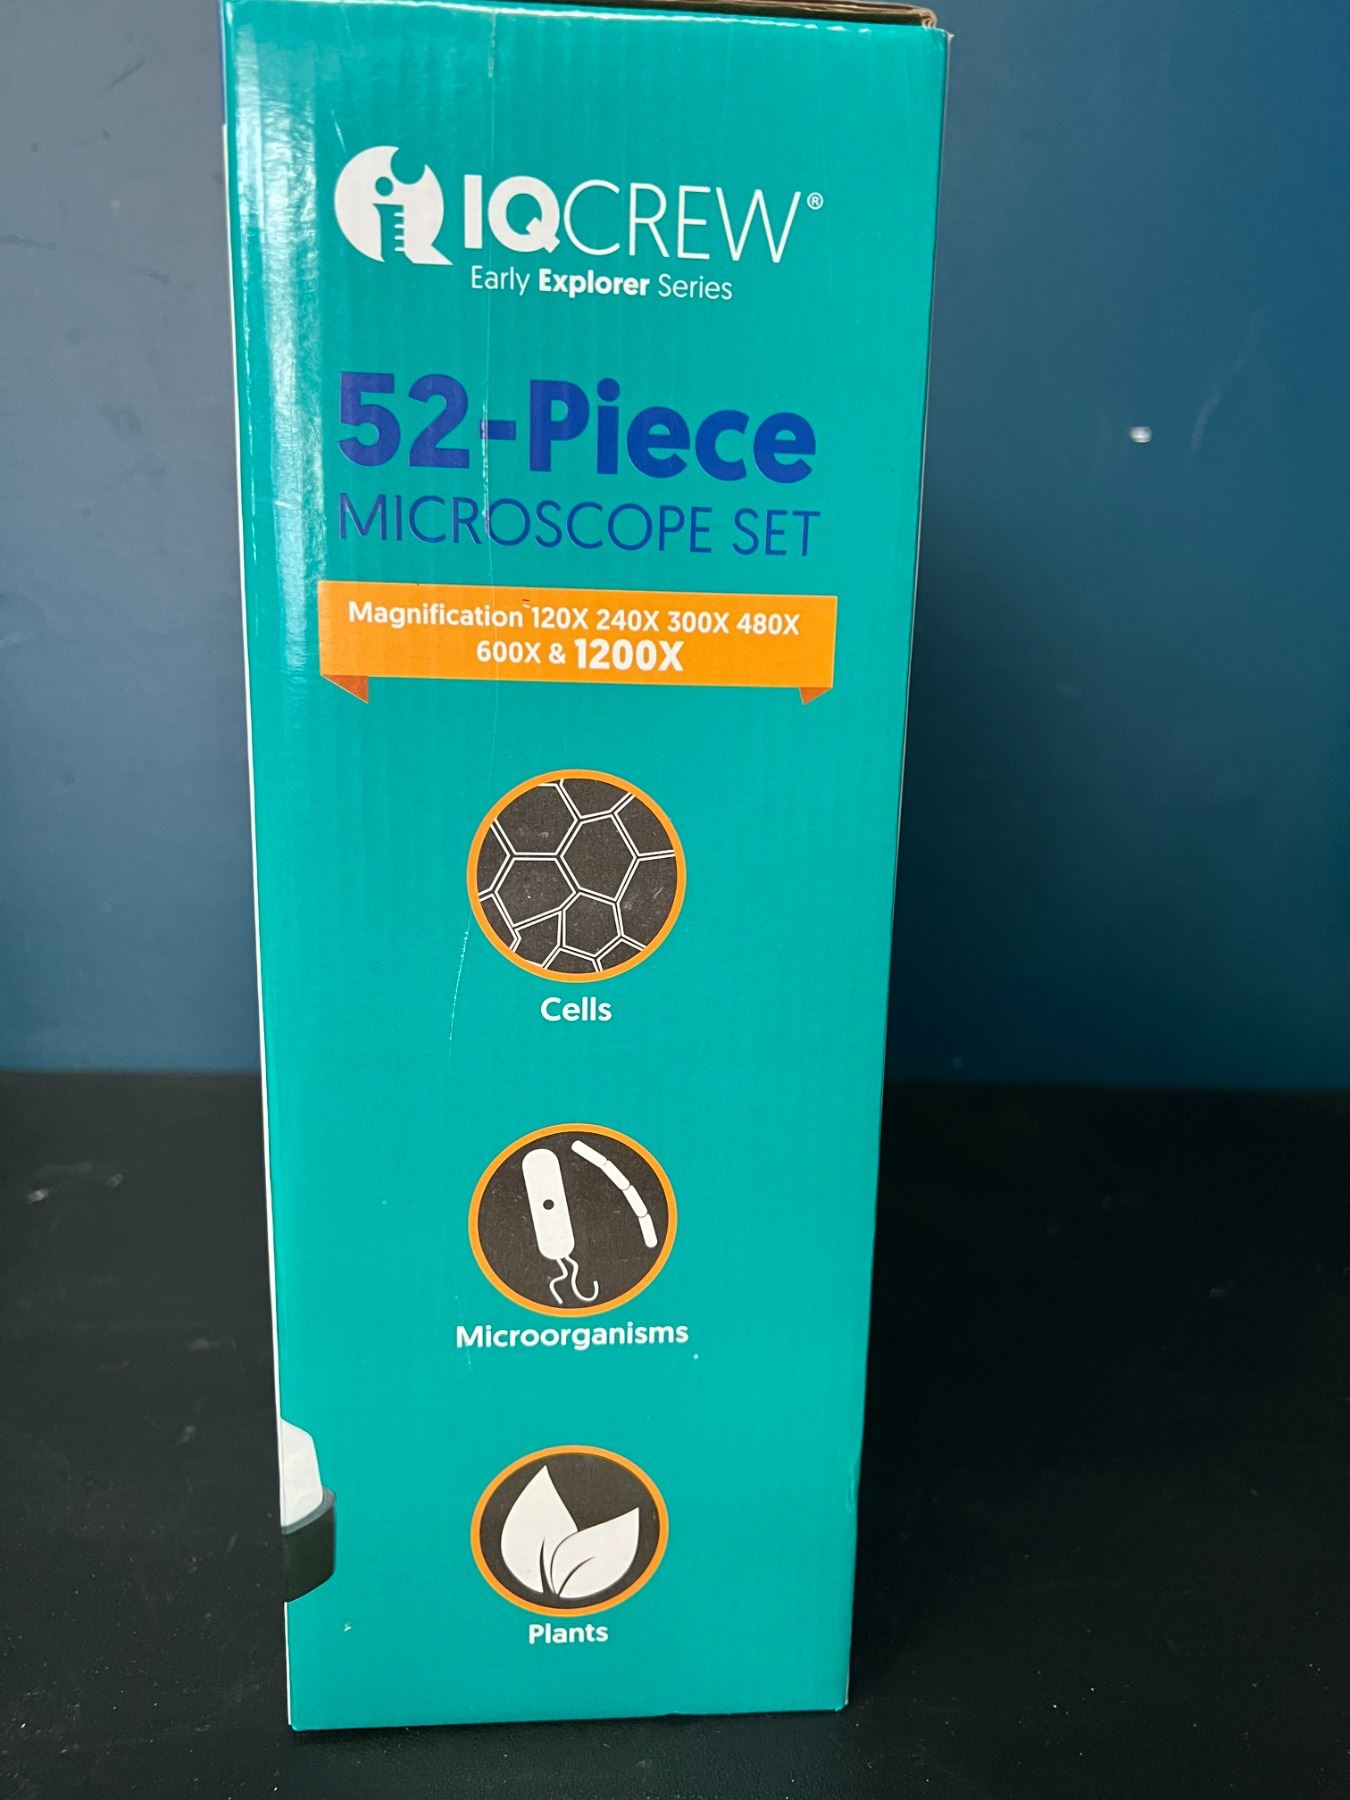 IQCREW®
Early Explorer Series
52-Piece
MICROSCOPE SET
Magnification 120X 240X 300X 480X
600X & 1200X
Cells
Microorganisms
Plants